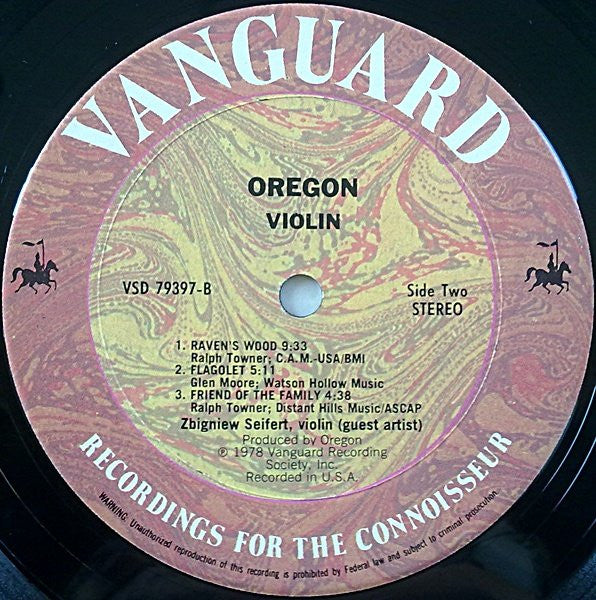 VANGUARD
OREGON
VIOLIN
VSD 79397-B
Side Two
STEREO
1. RAVEN'S WOOD 9:33
Ralph Towner; C.A.M.-USA/BMI
2. FLAGOLET 5:11
Glen Moore; Watson Hollow Music
3. FRIEND OF THE FAMILY 4:38
Ralph Towner; Distant Hills Music/ASCAP
Zbigniew Seifert, violin (guest artist)
Produced by Oregon
℗ 1978 Vanguard Recording
Society, Inc.
Recorded in U.S.A.
RECORDINGS FOR THE CONNOISSEUR
WARNING: Unauthorized reproduction of this recording is prohibited by Federal law and subject to criminal prosecution.